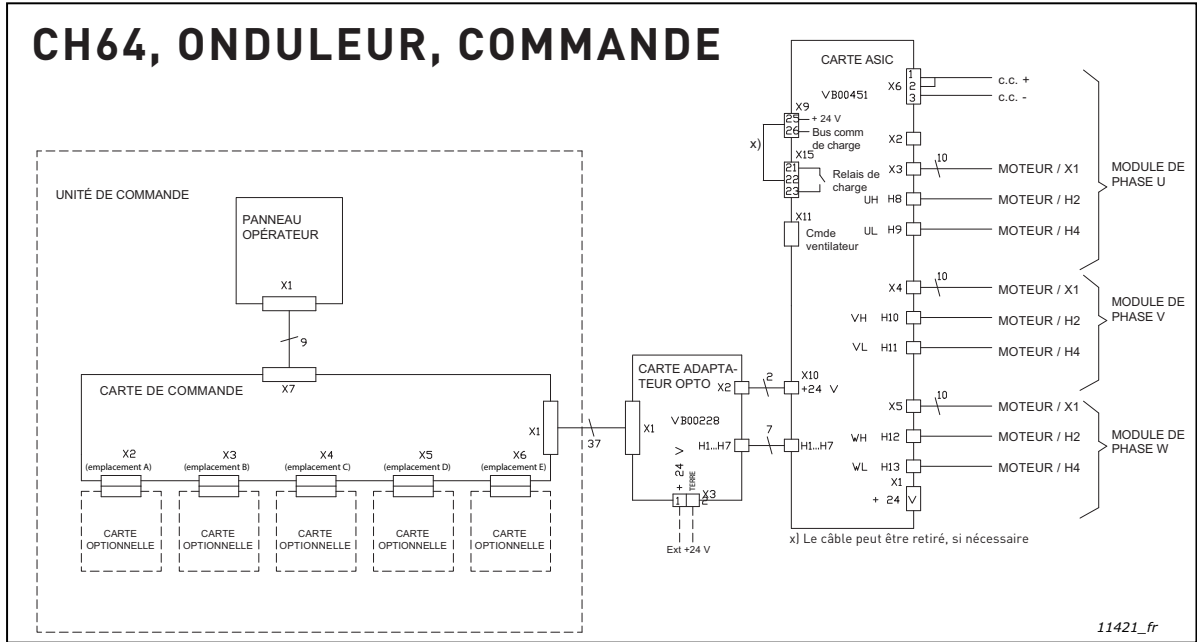 CH64, ONDULEUR, COMMANDE
UNITÉ DE COMMANDE
PANNEAU
OPÉRATEUR
X1
9
X7
CARTE DE COMMANDE
X1
X2
(emplacement A)
X3
(emplacement B)
X4
(emplacement C)
X5
(emplacement D)
X6
(emplacement E)
CARTE
OPTIONNELLE
CARTE
OPTIONNELLE
CARTE
OPTIONNELLE
CARTE
OPTIONNELLE
CARTE
OPTIONNELLE
37
CARTE ADAPTA-
TEUR OPTO
X2
X1
VB00228
H1...H7
+ 24 V
TERRE
1
2
X3
Ext +24 V
2
7
CARTE ASIC
VB00451
X6
1
2
3
c.c. +
c.c. -
X9
25
26
+ 24 V
Bus comm
de charge
x)
X15
21
22
23
Relais de
charge
X11
Cmde
ventilateur
X10
+24 V
H1...H7
X2
X3
10
MOTEUR / X1
UH H8
MOTEUR / H2
UL H9
MOTEUR / H4
MODULE DE
PHASE U
X4
10
MOTEUR / X1
VH H10
MOTEUR / H2
VL H11
MOTEUR / H4
MODULE DE
PHASE V
X5
10
MOTEUR / X1
WH H12
MOTEUR / H2
WL H13
MOTEUR / H4
MODULE DE
PHASE W
X1
+ 24 V
x) Le câble peut être retiré, si nécessaire
11421_fr